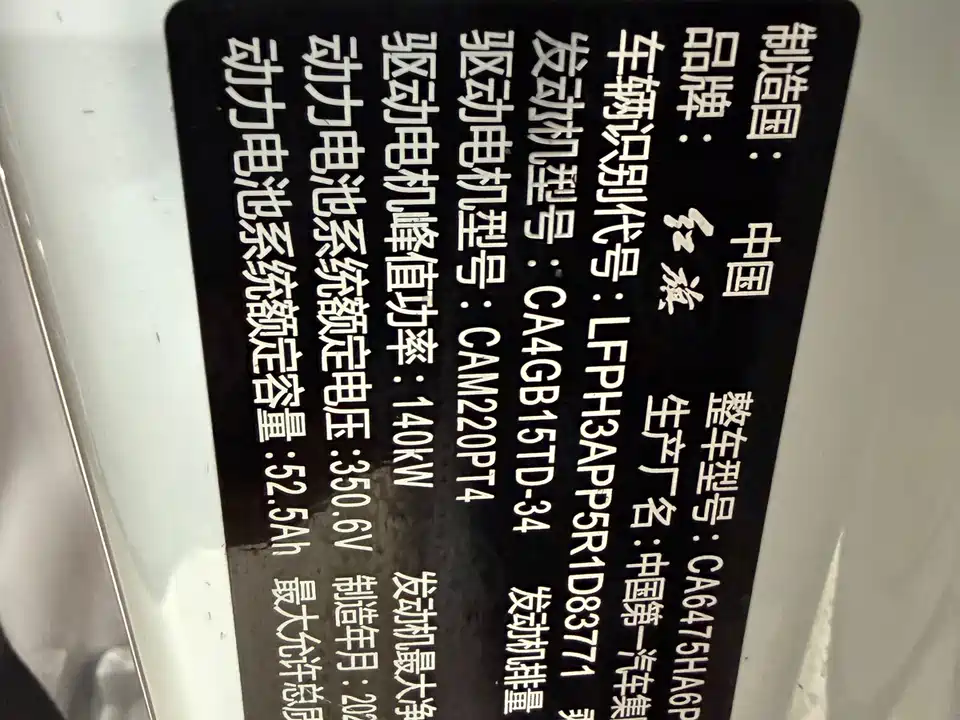 制造国：中国
品牌：红旗 整车型号：CA6475HA6P
车辆识别代号：LFPH3APP5R1D83771 生产厂名：中国第一汽车集
发动机型号：CA4GB15TD-34 发动机排量
驱动电机型号：CAM220PT4
驱动电机峰值功率：140kW 发动机最大净
动力电池系统额定电压：350.6V 制造年月：202
动力电池系统额定容量：52.5Ah 最大允许总质